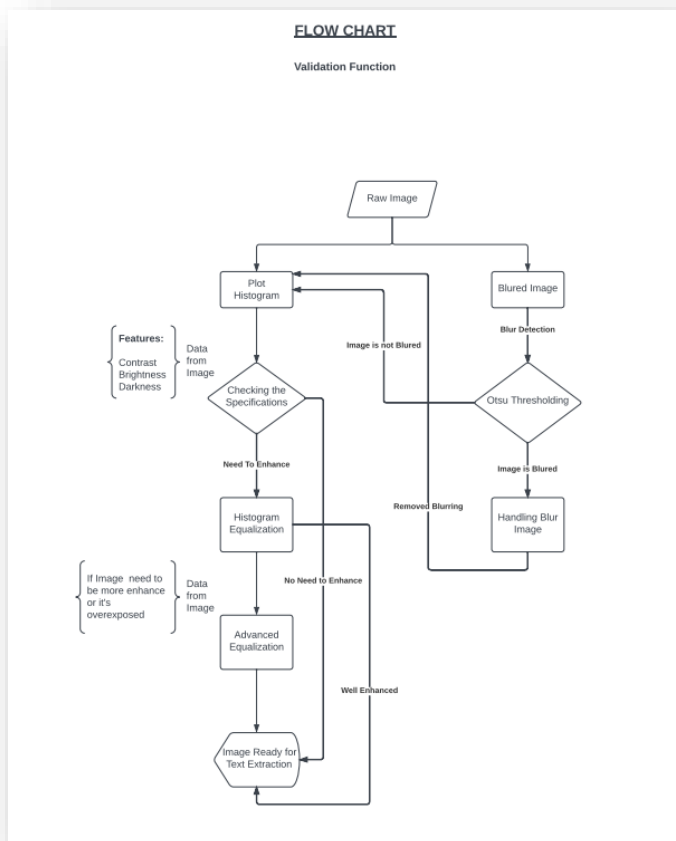 FLOW CHART
Validation Function
Raw Image
Plot
Histogram
Blured Image
Blur Detection
Image is not Blured
Features:
Contrast
Brightness
Darkness
Data
from
Image
Checking the
Specifications
Otsu Thresholding
Need To Enhance
Image is Blured
Histogram
Equalization
Removed Blurring
Handling Blur
Image
No Need to Enhance
If Image need to
be more enhance
or it's
overexposed
Data
from
Image
Advanced
Equalization
Well Enhanced
Image Ready for
Text Extraction